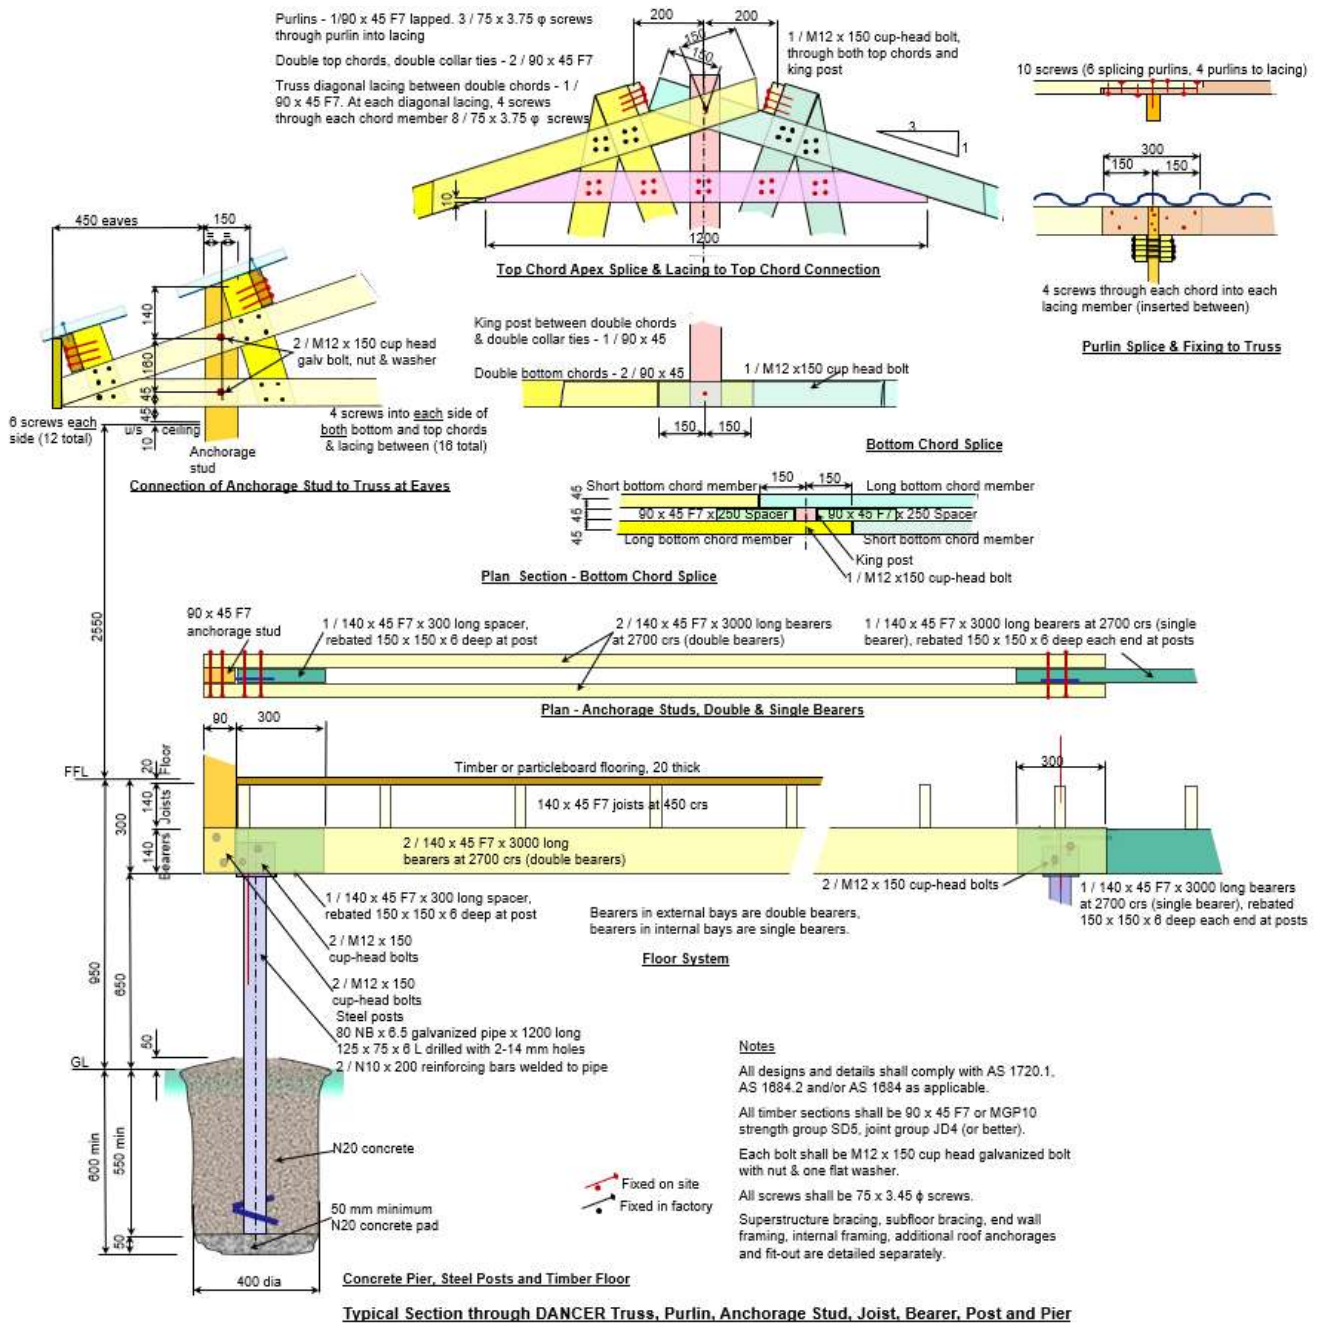 Purlins - 1/90 x 45 F7 lapped. 3 / 75 x 3.75 φ screws
through purlin into lacing
Double top chords, double collar ties - 2 / 90 x 45 F7
Truss diagonal lacing between double chords - 1 /
90 x 45 F7. At each diagonal lacing, 4 screws
through each chord member 8 / 75 x 3.75 φ screws
200
200
150
150
1 / M12 x 150 cup-head bolt,
through both top chords and
king post
3
1
10
1200
Top Chord Apex Splice & Lacing to Top Chord Connection
10 screws (6 splicing purlins, 4 purlins to lacing)
300
150
150
4 screws through each chord into each
lacing member (inserted between)
Purlin Splice & Fixing to Truss
450 eaves
150
=
=
140
160
45
45
10
2 / M12 x 150 cup head
galv bolt, nut & washer
6 screws each
side (12 total)
u/s ceiling
Anchorage
stud
4 screws into each side of
both bottom and top chords
& lacing between (16 total)
Connection of Anchorage Stud to Truss at Eaves
King post between double chords
& double collar ties - 1 / 90 x 45
Double bottom chords - 2 / 90 x 45
1 / M12 x150 cup head bolt
150
150
Bottom Chord Splice
Short bottom chord member
150
150
Long bottom chord member
45
45
45
90 x 45 F7 x 250 Spacer
90 x 45 F7 x 250 Spacer
Long bottom chord member
Short bottom chord member
King post
1 / M12 x150 cup-head bolt
Plan Section - Bottom Chord Splice
2550
90 x 45 F7
anchorage stud
1 / 140 x 45 F7 x 300 long spacer,
rebated 150 x 150 x 6 deep at post
2 / 140 x 45 F7 x 3000 long bearers
at 2700 crs (double bearers)
1 / 140 x 45 F7 x 3000 long bearers at 2700 crs (single
bearer), rebated 150 x 150 x 6 deep each end at posts
Plan - Anchorage Studs, Double & Single Bearers
90
300
FFL
20
Floor
140
Joists
140
Bearers
300
Timber or particleboard flooring, 20 thick
140 x 45 F7 joists at 450 crs
300
2 / 140 x 45 F7 x 3000 long
bearers at 2700 crs (double bearers)
2 / M12 x 150 cup-head bolts
1 / 140 x 45 F7 x 3000 long bearers
at 2700 crs (single bearer), rebated
150 x 150 x 6 deep each end at posts
1 / 140 x 45 F7 x 300 long spacer,
rebated 150 x 150 x 6 deep at post
Bearers in external bays are double bearers,
bearers in internal bays are single bearers.
Floor System
2 / M12 x 150
cup-head bolts
2 / M12 x 150
cup-head bolts
Steel posts
80 NB x 6.5 galvanized pipe x 1200 long
125 x 75 x 6 L drilled with 2-14 mm holes
2 / N10 x 200 reinforcing bars welded to pipe
950
650
50
GL
600 min
550 min
50
N20 concrete
50 mm minimum
N20 concrete pad
400 dia
Concrete Pier, Steel Posts and Timber Floor
Fixed on site
Fixed in factory
Notes
All designs and details shall comply with AS 1720.1,
AS 1684.2 and/or AS 1684 as applicable.
All timber sections shall be 90 x 45 F7 or MGP10
strength group SD5, joint group JD4 (or better).
Each bolt shall be M12 x 150 cup head galvanized bolt
with nut & one flat washer.
All screws shall be 75 x 3.45 ϕ screws.
Superstructure bracing, subfloor bracing, end wall
framing, internal framing, additional roof anchorages
and fit-out are detailed separately.
Typical Section through DANCER Truss, Purlin, Anchorage Stud, Joist, Bearer, Post and Pier